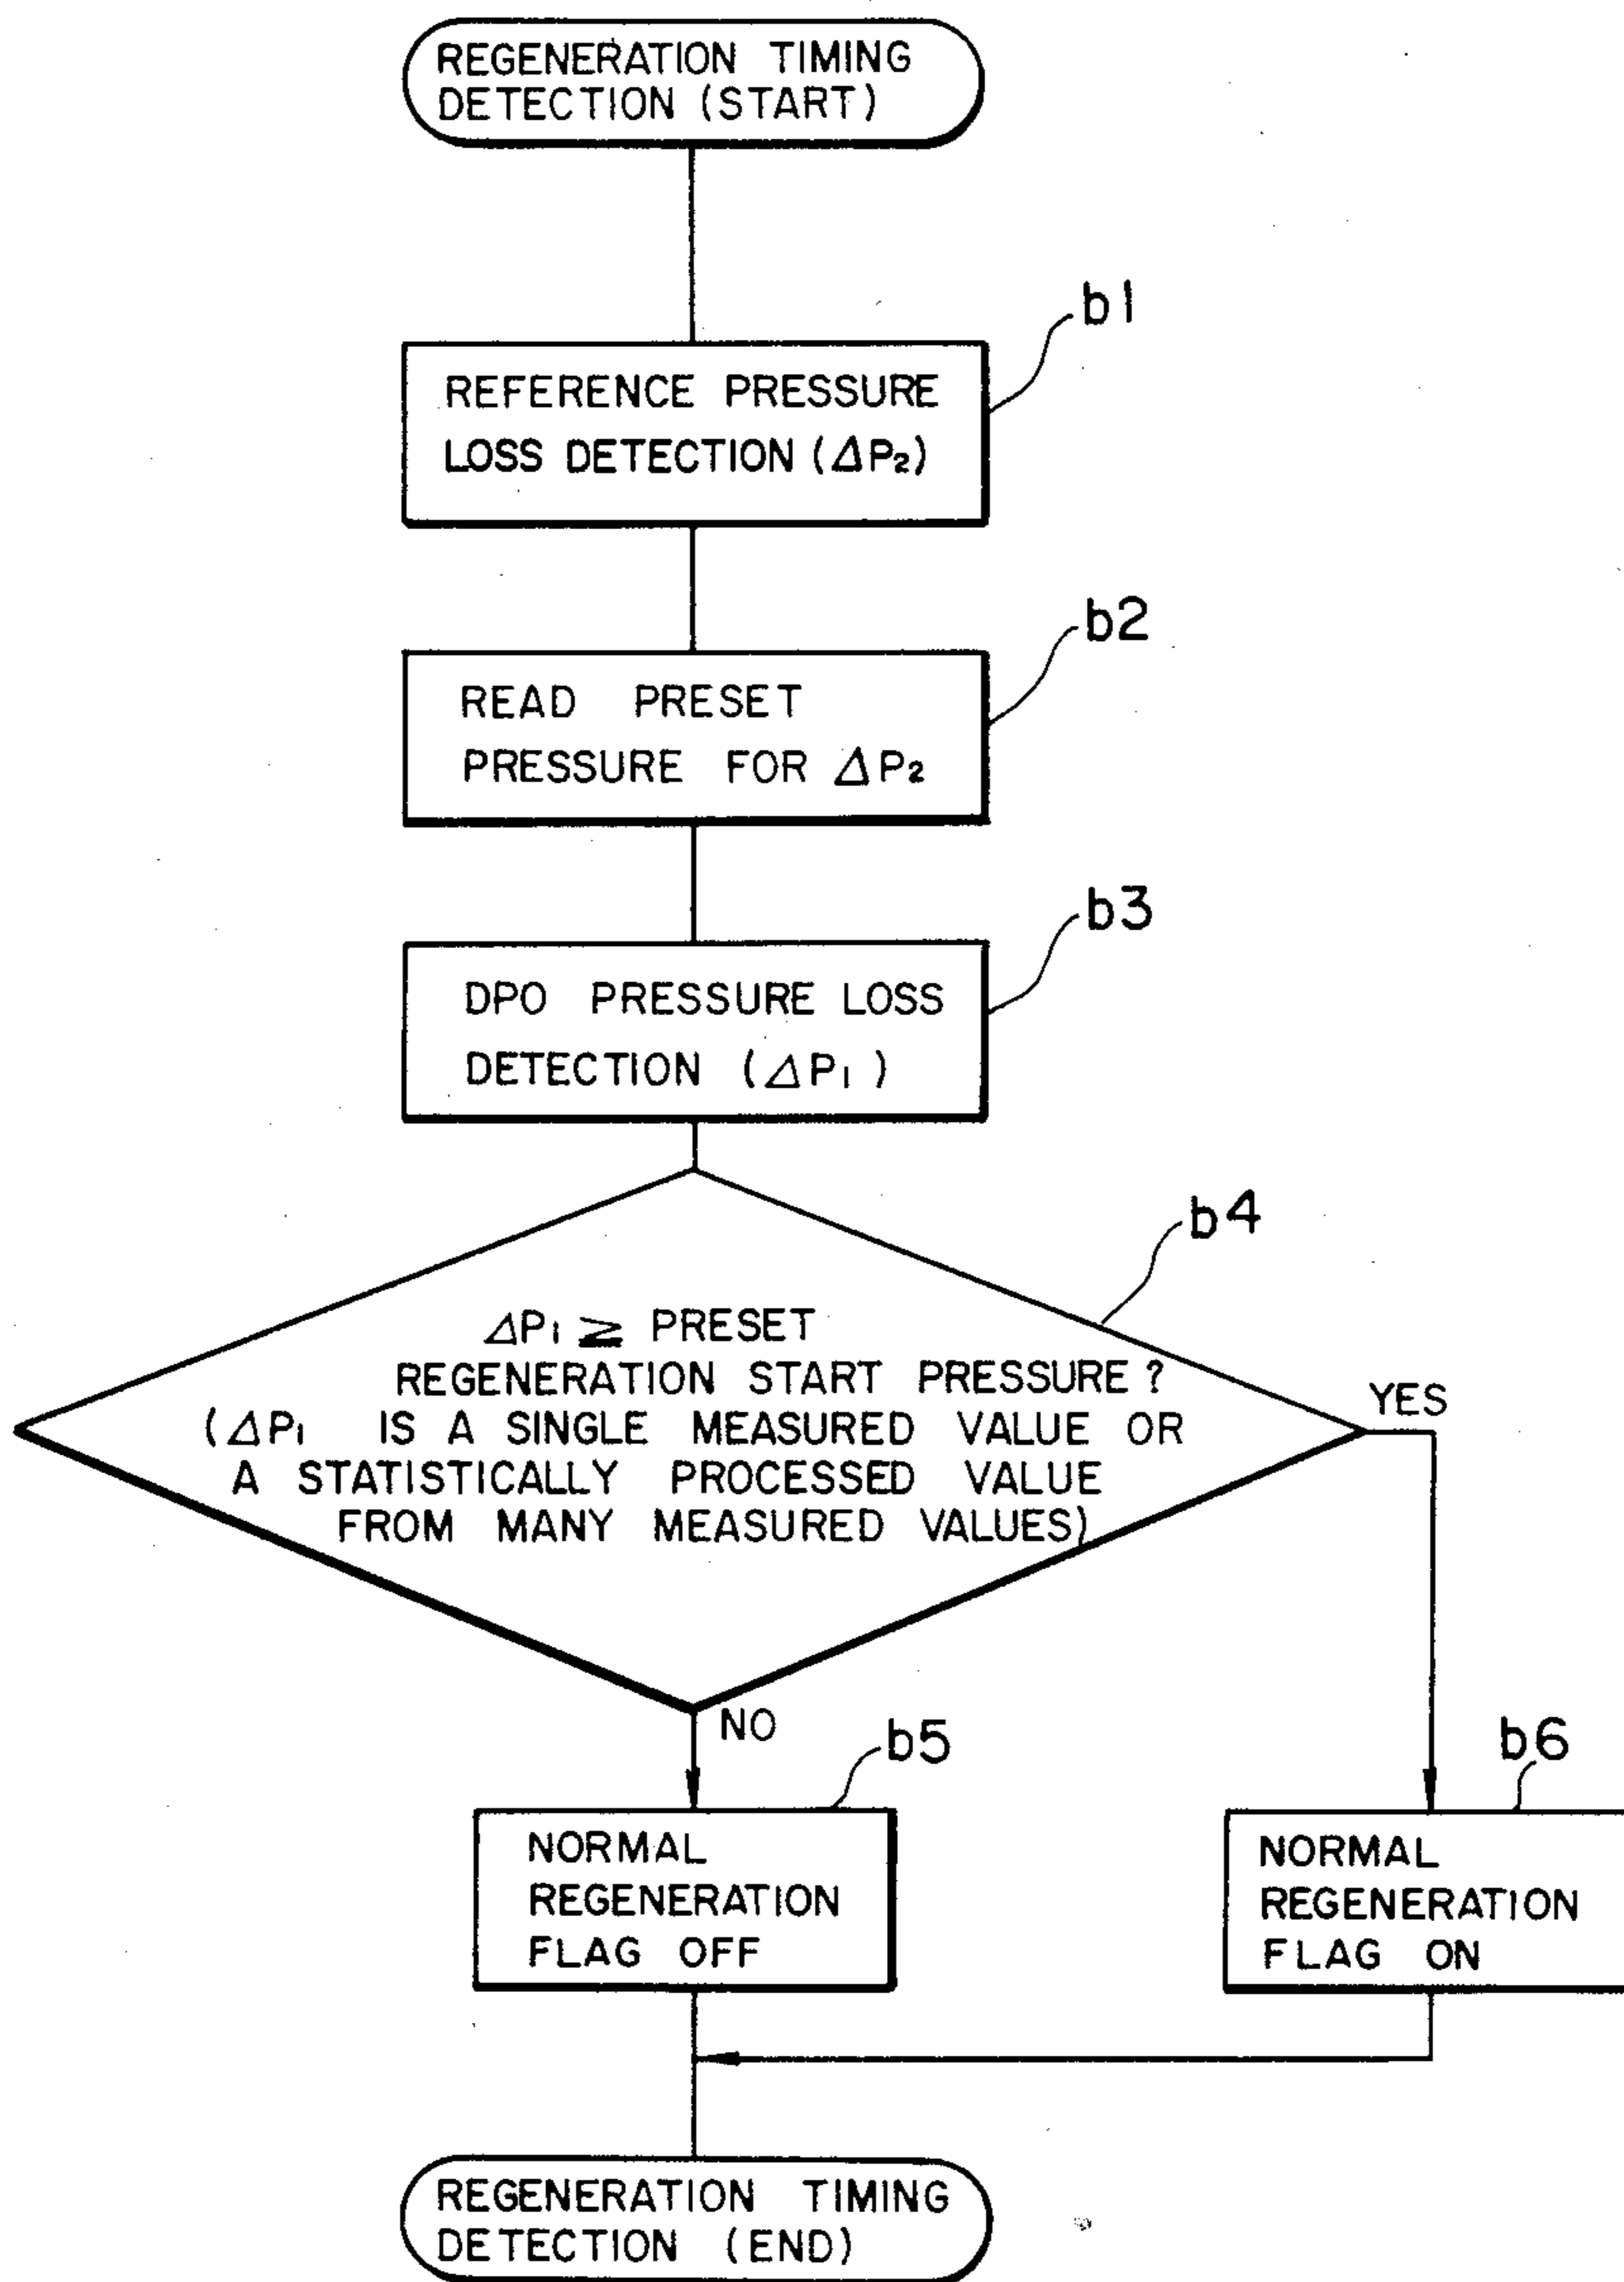 REGENERATION TIMING
DETECTION (START)
b1
REFERENCE PRESSURE
LOSS DETECTION (ΔP₂)
b2
READ PRESET
PRESSURE FOR ΔP₂
b3
DPO PRESSURE LOSS
DETECTION (ΔP₁)
b4
ΔP₁ ≧ PRESET
REGENERATION START PRESSURE?
(ΔP₁ IS A SINGLE MEASURED VALUE OR
A STATISTICALLY PROCESSED VALUE
FROM MANY MEASURED VALUES)
YES
NO
b5
b6
NORMAL
REGENERATION
FLAG OFF
NORMAL
REGENERATION
FLAG ON
REGENERATION TIMING
DETECTION (END)